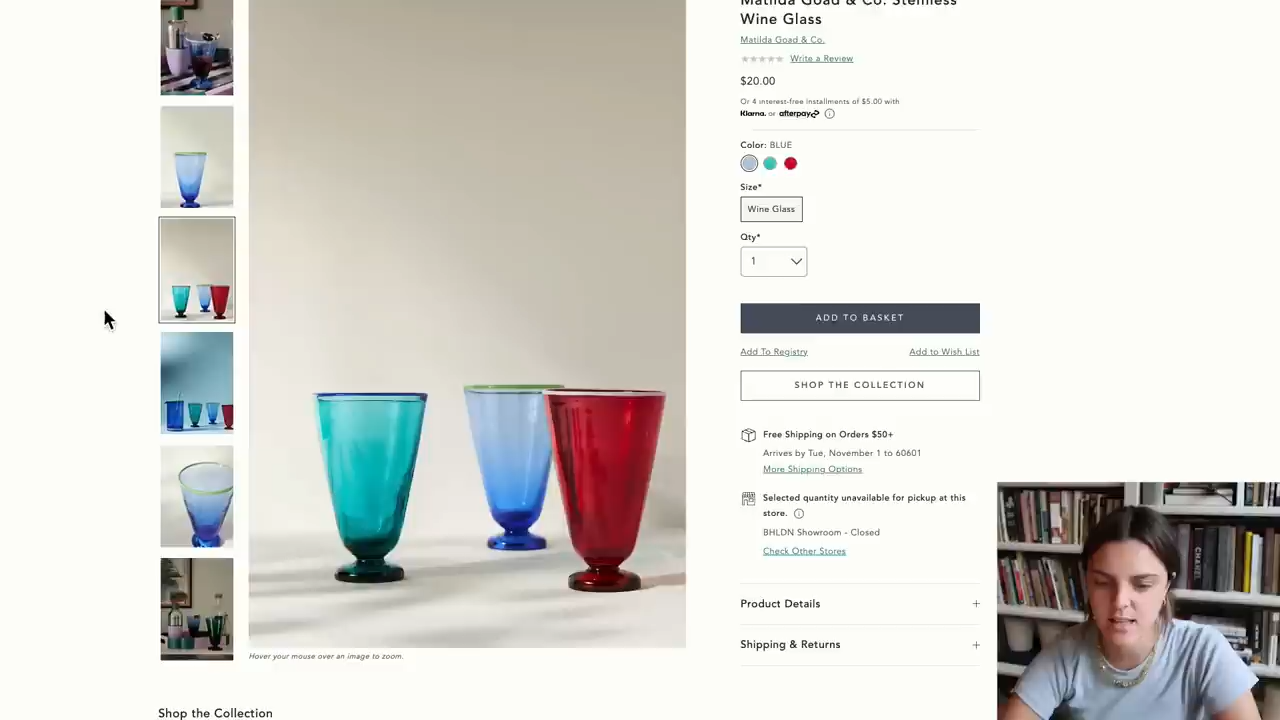 Matilda Goad & Co. Stemless
Wine Glass
Matilda Goad & Co.
Write a Review
$20.00
Or 4 interest-free installments of $5.00 with
Klarna. or afterpay
Color: BLUE
Size*
Wine Glass
Qty*
1
ADD TO BASKET
Add To Registry
Add to Wish List
SHOP THE COLLECTION
Free Shipping on Orders $50+
Arrives by Tue, November 1 to 60601
More Shipping Options
Selected quantity unavailable for pickup at this
store.
BHLDN Showroom - Closed
Check Other Stores
Product Details
Shipping & Returns
Hover your mouse over an image to zoom.
Shop the Collection
CHANEL